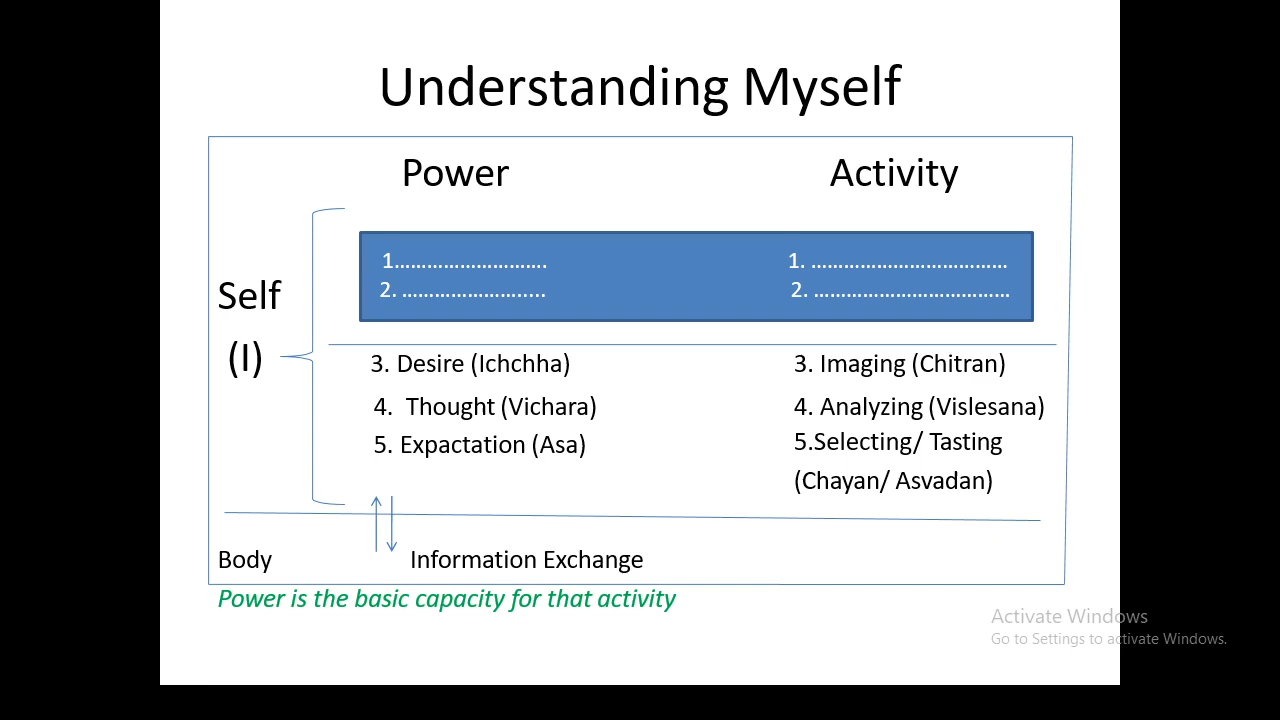 Understanding Myself
Power Activity
1............................. 1. ....................................
2. .......................... 2. ....................................
Self
(I)
3. Desire (Ichchha) 3. Imaging (Chitran)
4. Thought (Vichara) 4. Analyzing (Vislesana)
5. Expactation (Asa) 5.Selecting/ Tasting
(Chayan/ Asvadan)
Body Information Exchange
Power is the basic capacity for that activity
Activate Windows
Go to Settings to activate Windows.